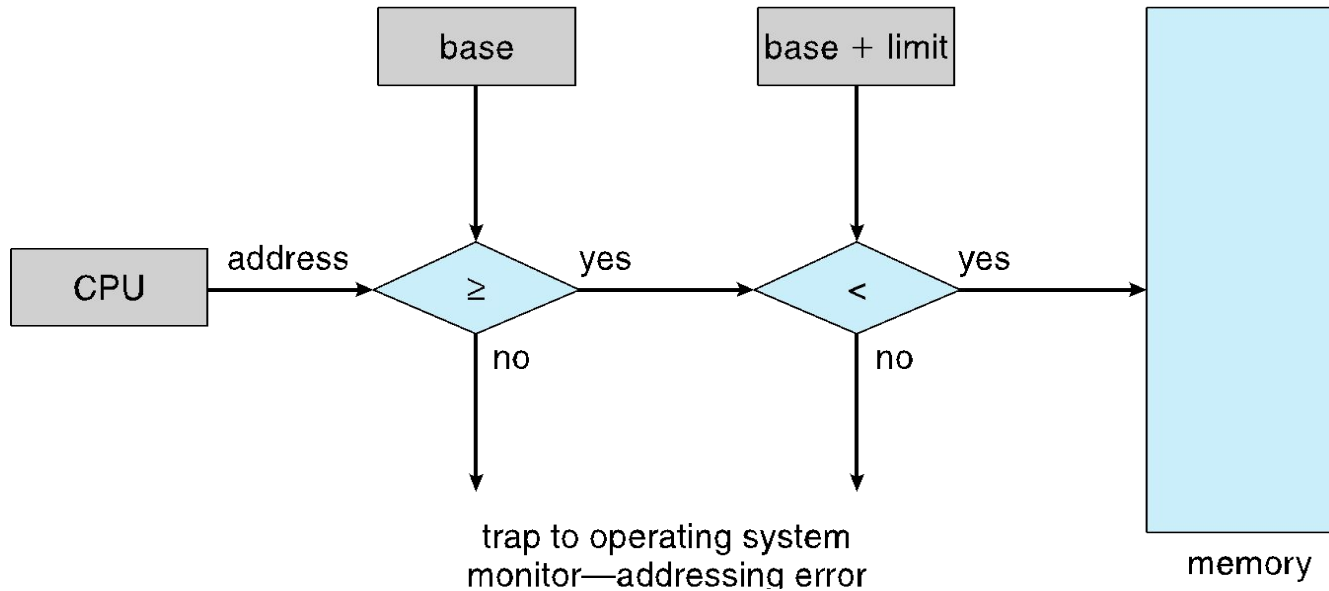 base
base + limit
CPU
address
≥
yes
<
yes
no
no
trap to operating system
monitor—addressing error
memory